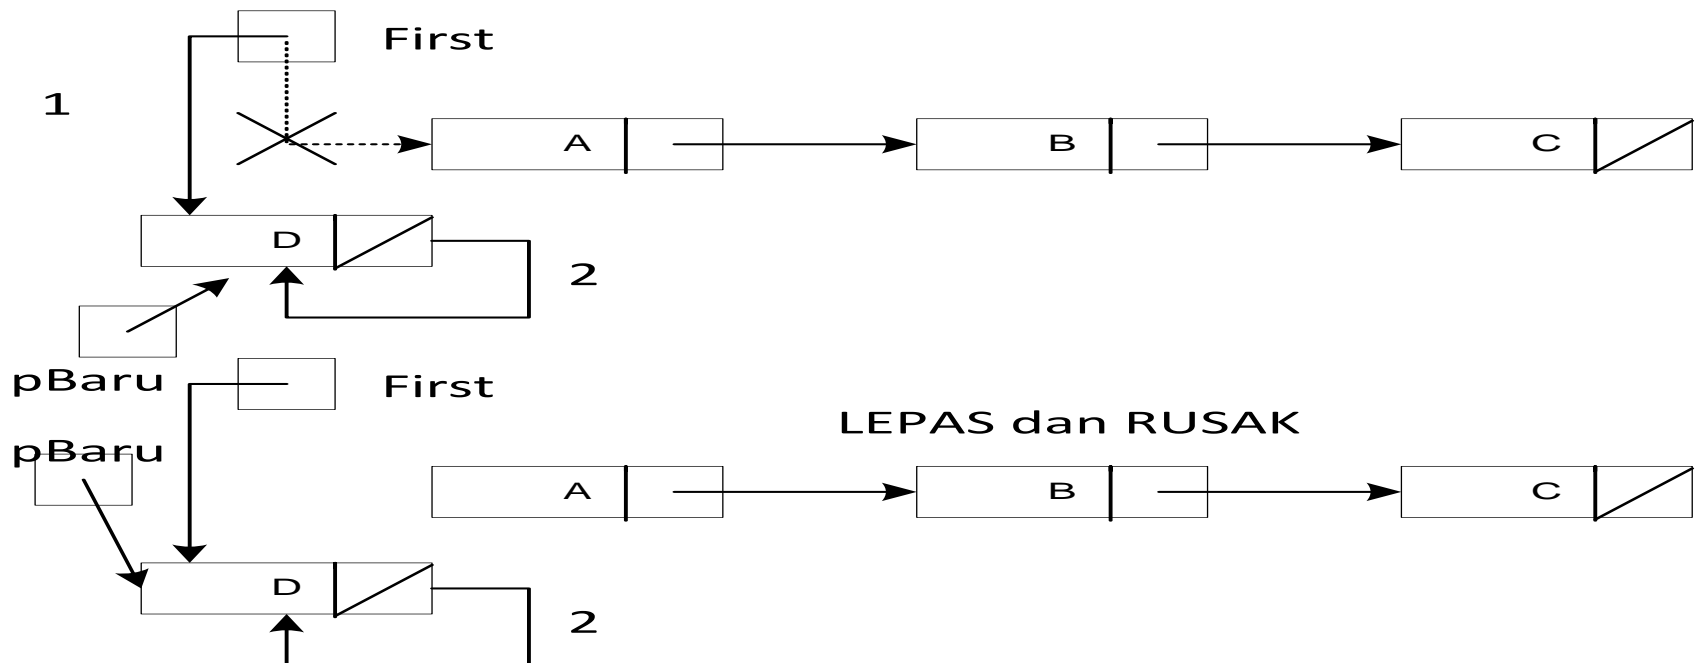 First
1
A B C
D
2
pBaru
First
LEPAS dan RUSAK
pBaru
A B C
D
2